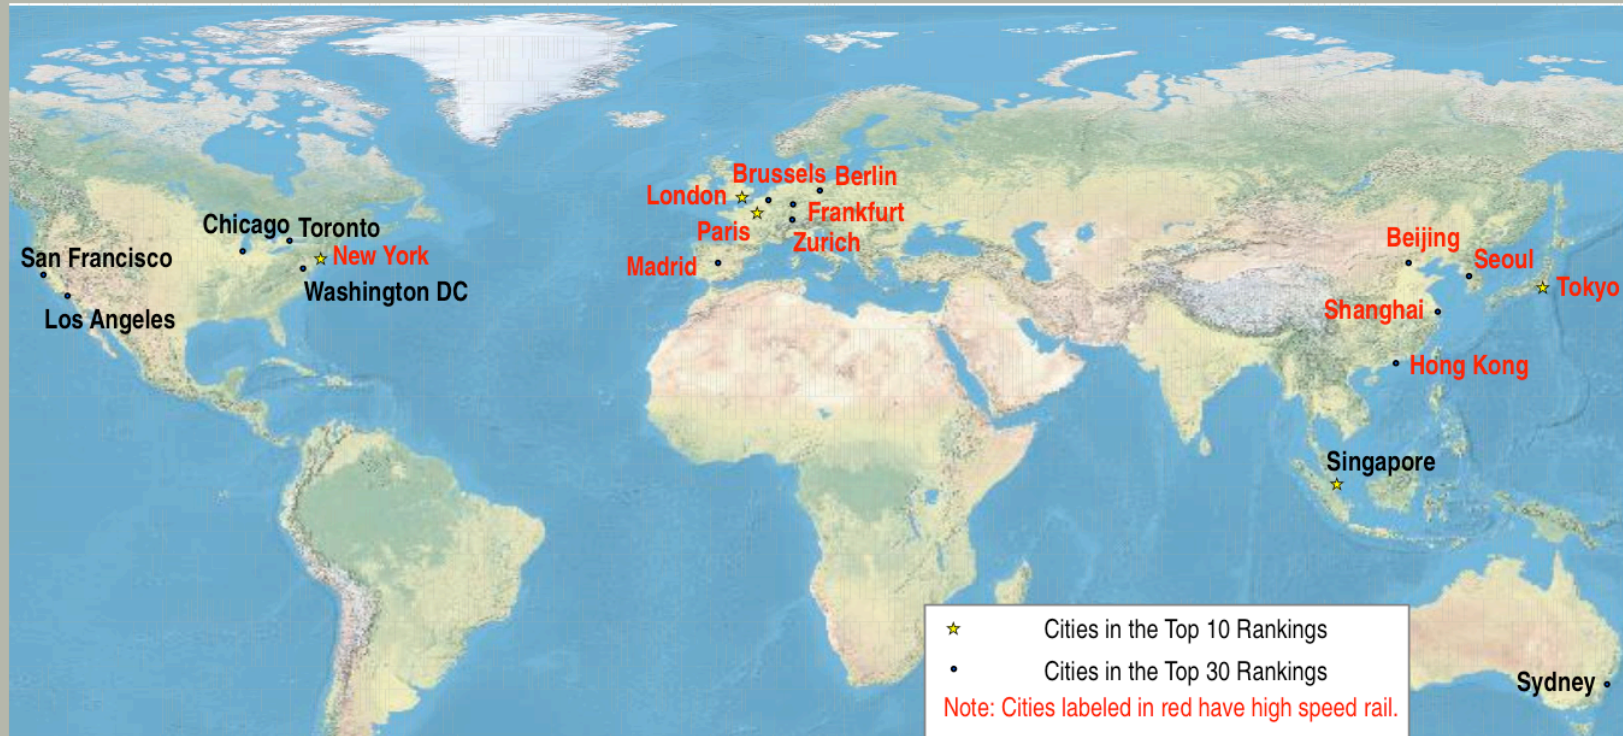 Brussels Berlin
London
Frankfurt
Paris
Zurich
Madrid
Chicago Toronto
New York
San Francisco
Washington DC
Los Angeles
Beijing
Seoul
Tokyo
Shanghai
Hong Kong
Singapore
Cities in the Top 10 Rankings
Cities in the Top 30 Rankings
Note: Cities labeled in red have high speed rail.
Sydney